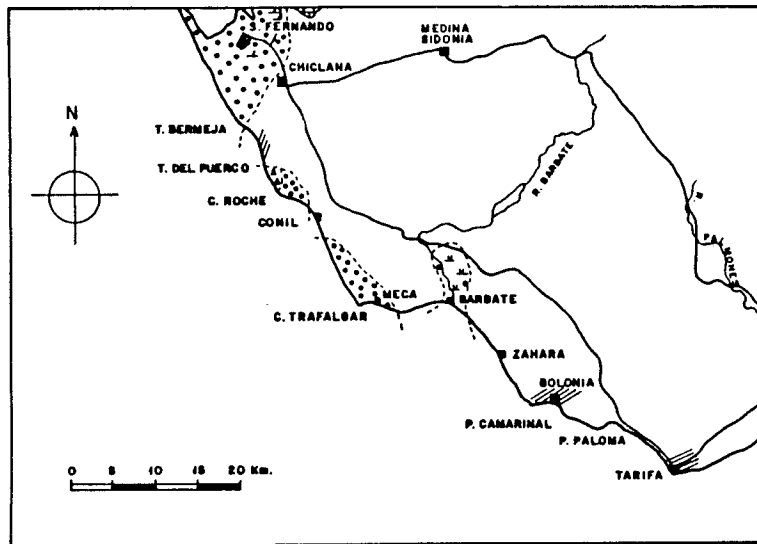 S. FERNANDO
MEDINA
SIDONIA
CHICLANA
N
T. BERMEJA
T. DEL PUERCO
R. BARBATE
C. ROCHE
CONIL
R.
PALMONES
MECA
BARBATE
C. TRAFALGAR
ZAHARA
BOLONIA
P. CAMARINAL
P. PALOMA
TARIFA
0 5 10 15 20 Km.